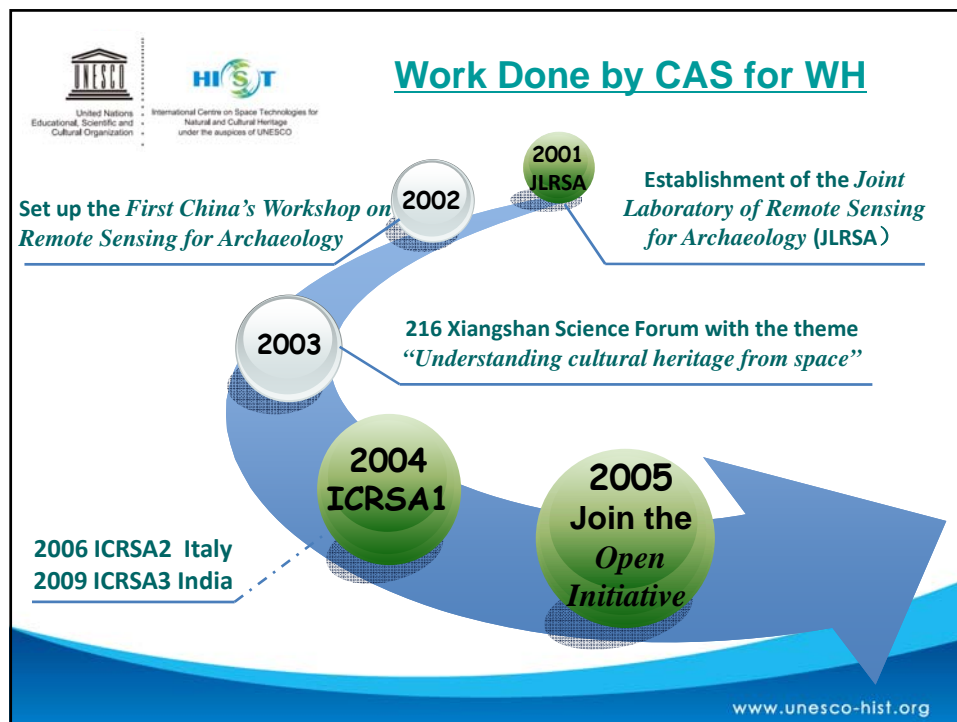 UNESCO
United Nations
Educational, Scientific and
Cultural Organization
HIST
International Centre on Space Technologies for
Natural and Cultural Heritage
under the auspices of UNESCO
Work Done by CAS for WH
2001
JLRSA
Establishment of the Joint
Laboratory of Remote Sensing
for Archaeology (JLRSA）
2002
Set up the First China’s Workshop on
Remote Sensing for Archaeology
2003
216 Xiangshan Science Forum with the theme
“Understanding cultural heritage from space”
2004
ICRSA1
2006 ICRSA2 Italy
2009 ICRSA3 India
2005
Join the
Open
Initiative
www.unesco-hist.org